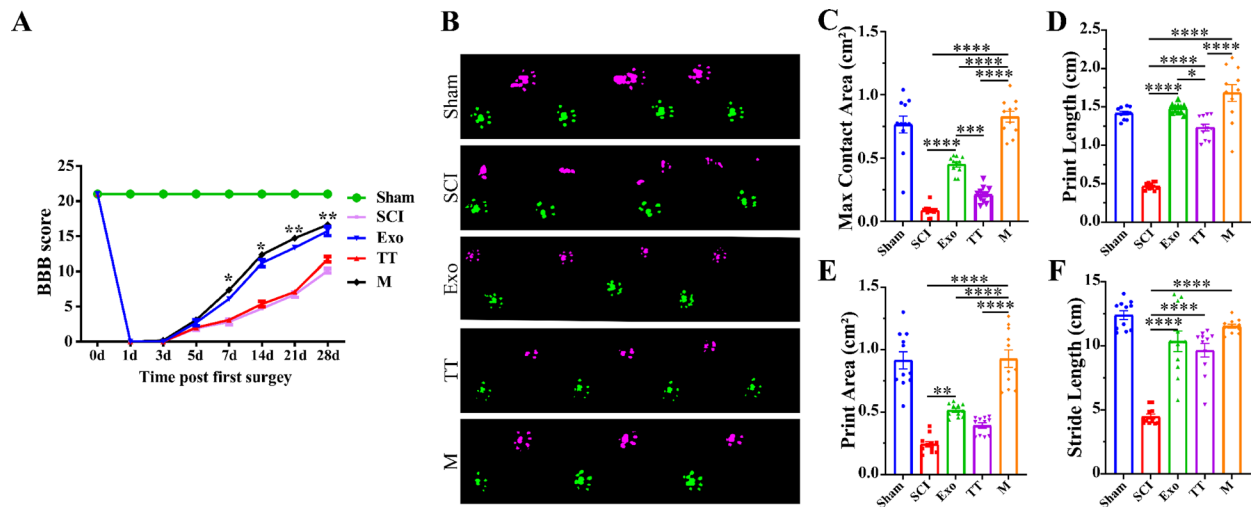 A
BBB score
25
20
15
10
5
0
* * ** **
0d 1d 3d 5d 7d 14d 21d 28d
Time post first surgey
Sham
SCI
Exo
TT
M
B
Sham
SCI
Exo
TT
M
C
Max Contact Area (cm²)
1.5
1.0
0.5
0.0
****
****
****
***
****
Sham SCI Exo TT M
D
Print Length (cm)
2.0
1.5
1.0
0.5
0.0
****
****
****
*
****
Sham SCI Exo TT M
E
Print Area (cm²)
1.5
1.0
0.5
0.0
****
****
****
**
Sham SCI Exo TT M
F
Stride Length (cm)
15
10
5
0
****
****
****
Sham SCI Exo TT M